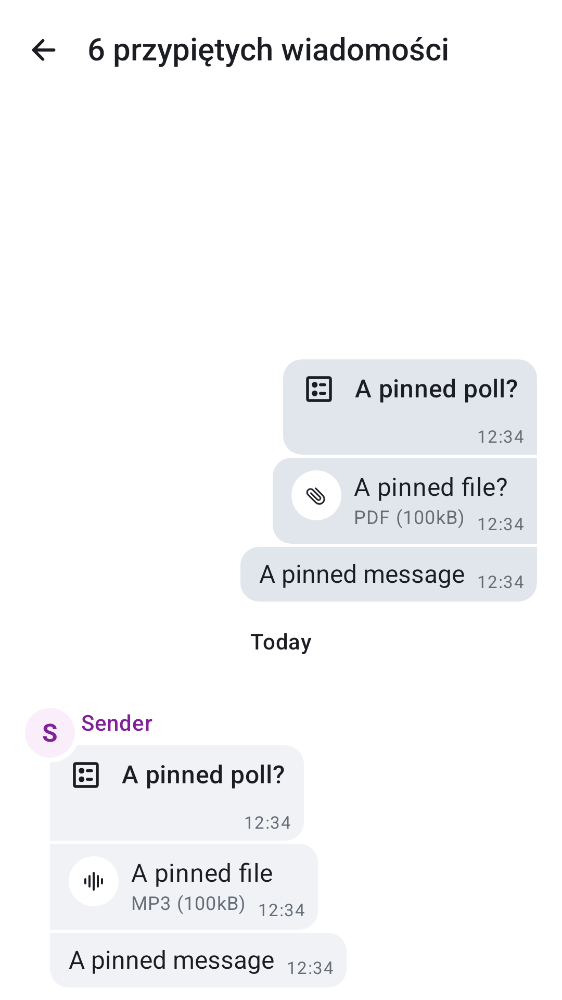 6 przypiętych wiadomości
A pinned poll?
12:34
A pinned file?
PDF (100kB) 12:34
A pinned message 12:34
Today
S Sender
A pinned poll?
12:34
A pinned file
MP3 (100kB) 12:34
A pinned message 12:34